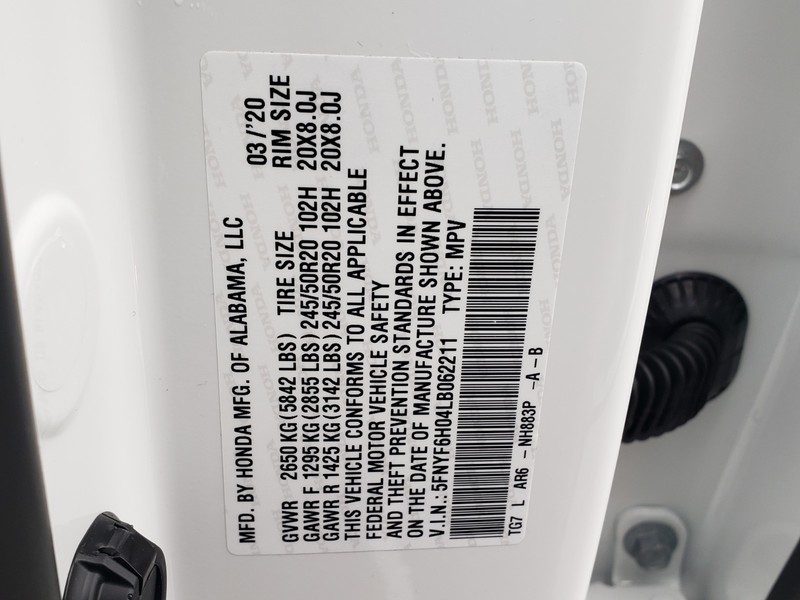 MFD. BY HONDA MFG. OF ALABAMA, LLC 03/'20
GVWR 2650 KG (5842 LBS) TIRE SIZE RIM SIZE
GAWR F 1295 KG (2855 LBS) 245/50R20 102H 20X8.0J
GAWR R 1425 KG (3142 LBS) 245/50R20 102H 20X8.0J
THIS VEHICLE CONFORMS TO ALL APPLICABLE
FEDERAL MOTOR VEHICLE SAFETY
AND THEFT PREVENTION STANDARDS IN EFFECT
ON THE DATE OF MANUFACTURE SHOWN ABOVE.
V.I.N.: 5FNYF6H04LB062211 TYPE: MPV
TG7 L AR6 - NH883P -A-B